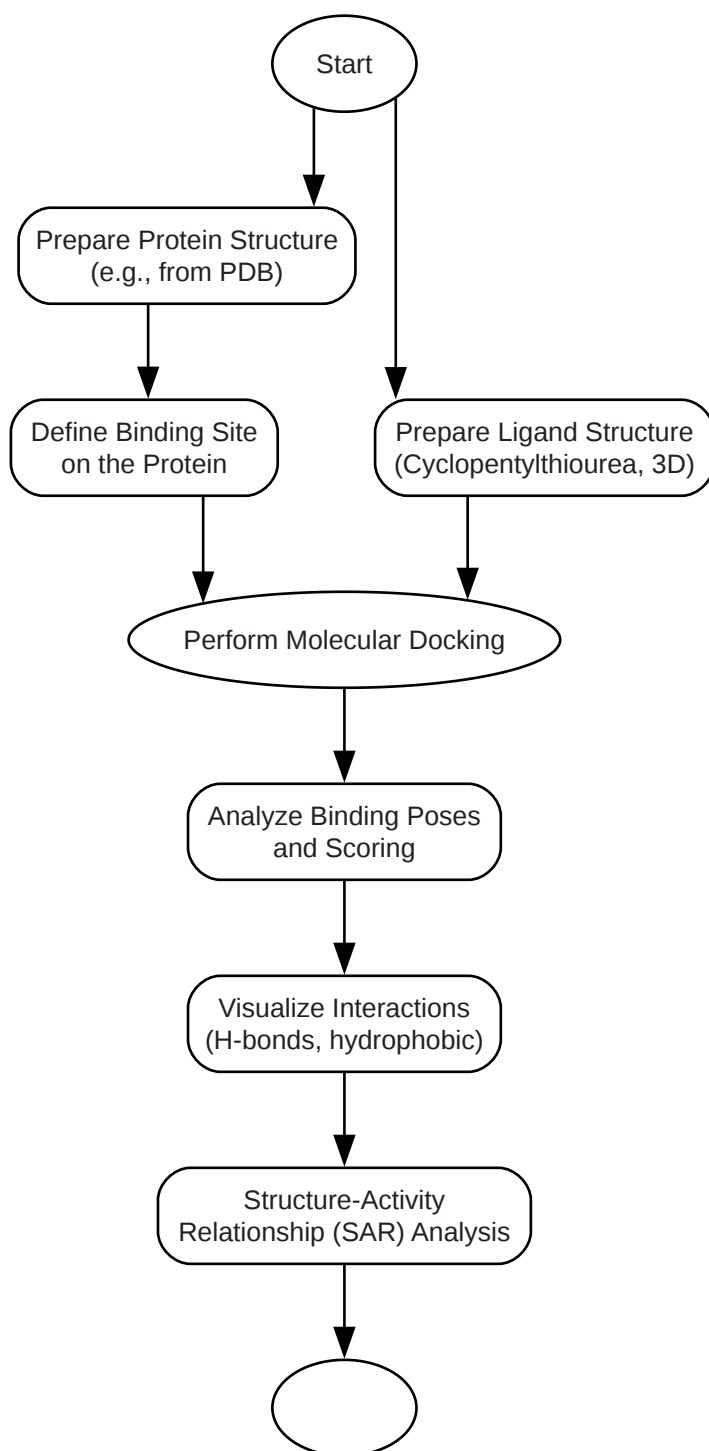 Start
Prepare Protein Structure
(e.g., from PDB)
Define Binding Site
on the Protein
Prepare Ligand Structure
(Cyclopentylthiourea, 3D)
Perform Molecular Docking
Analyze Binding Poses
and Scoring
Visualize Interactions
(H-bonds, hydrophobic)
Structure-Activity
Relationship (SAR) Analysis